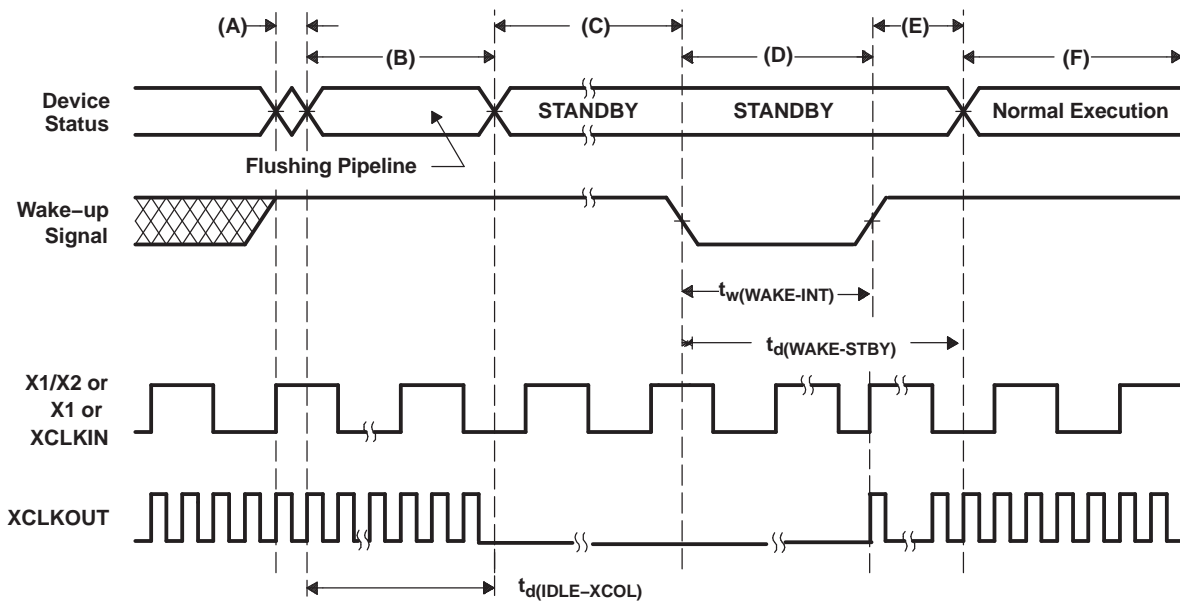 (A)
(C)
(E)
(B)
(D)
(F)
Device
Status
STANDBY
STANDBY
Normal Execution
Flushing Pipeline
Wake–up
Signal
tw(WAKE-INT)
td(WAKE-STBY)
X1/X2 or
X1 or
XCLKIN
XCLKOUT
td(IDLE–XCOL)